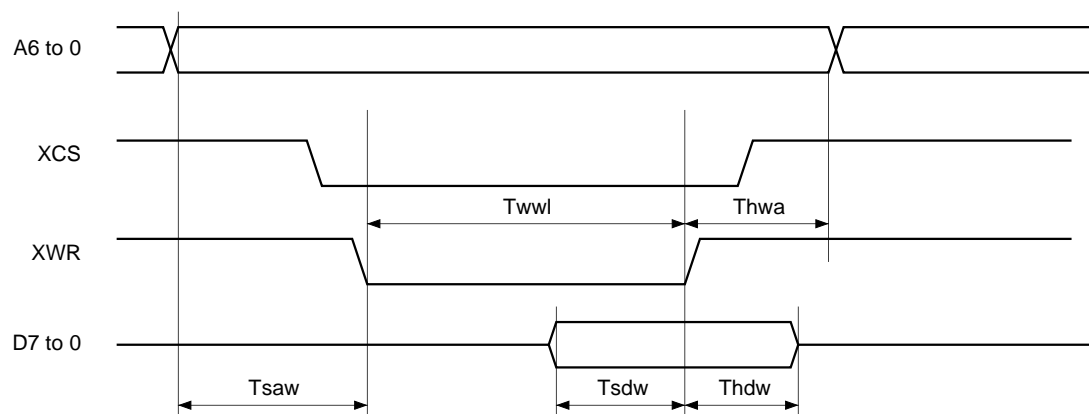 A6 to 0
XCS
Twwl Thwa
XWR
D7 to 0
Tsaw Tsdw Thdw